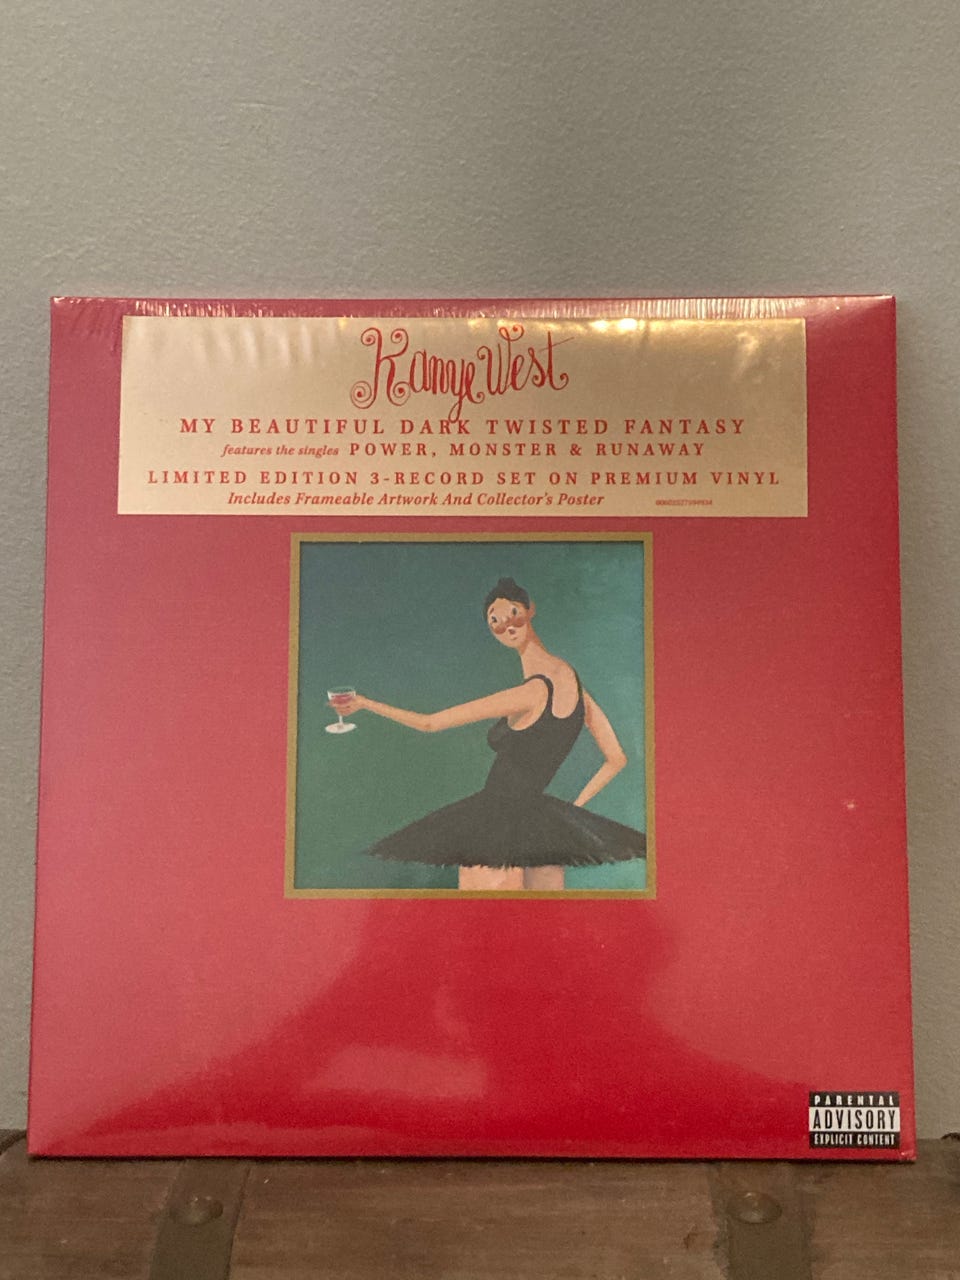 Kanye West
MY BEAUTIFUL DARK TWISTED FANTASY
features the singles POWER, MONSTER & RUNAWAY
LIMITED EDITION 3-RECORD SET ON PREMIUM VINYL
Includes Frameable Artwork And Collector's Poster
PARENTAL
ADVISORY
EXPLICIT CONTENT